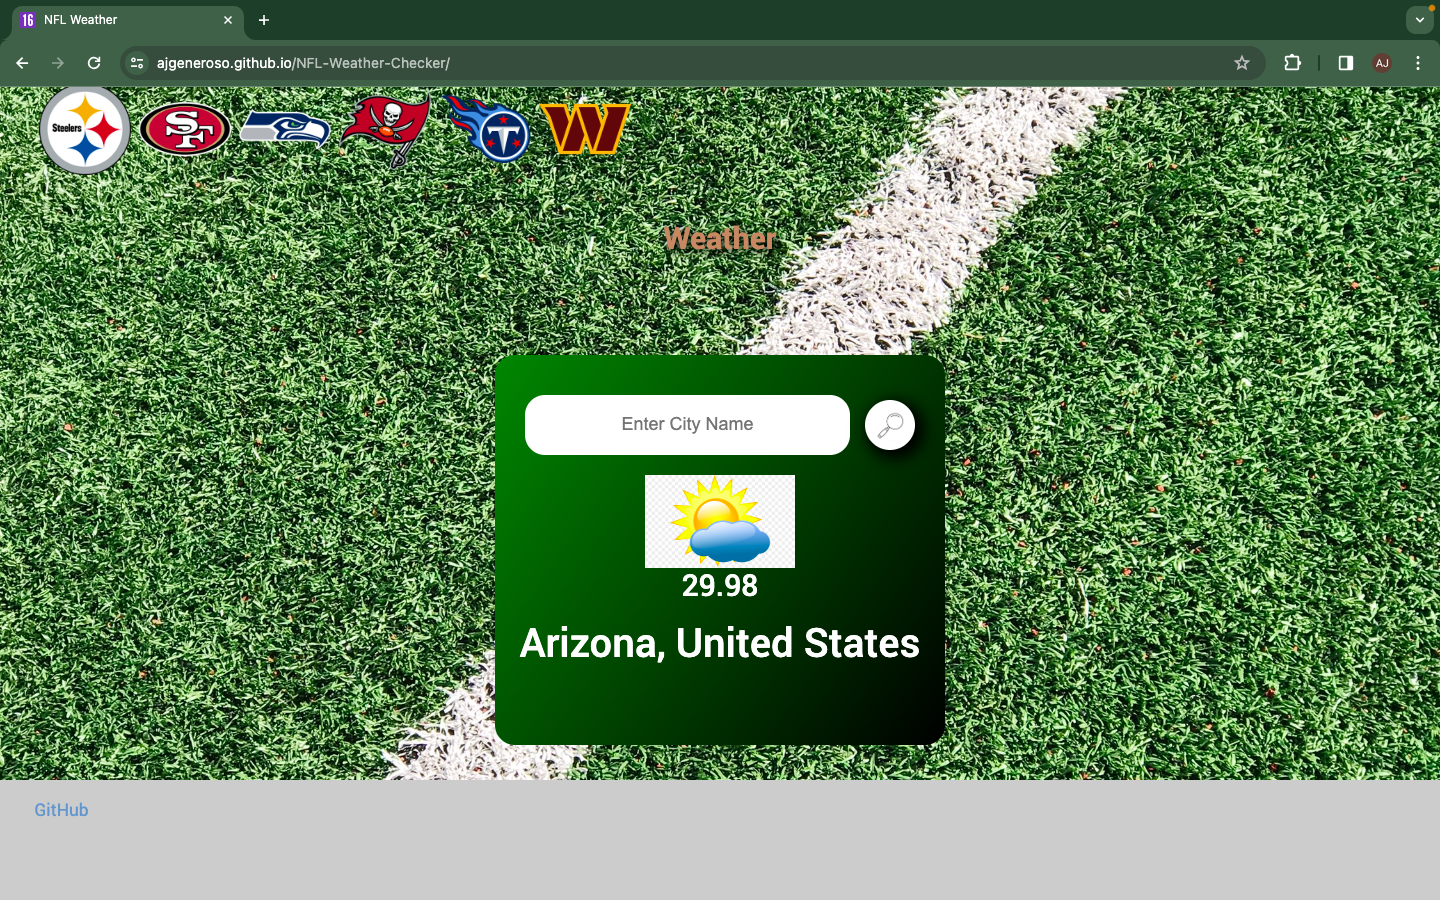 16 NFL Weather
ajgeneroso.github.io/NFL-Weather-Checker/
AJ
Steelers SF T W
Weather
Enter City Name
29.98
Arizona, United States
GitHub